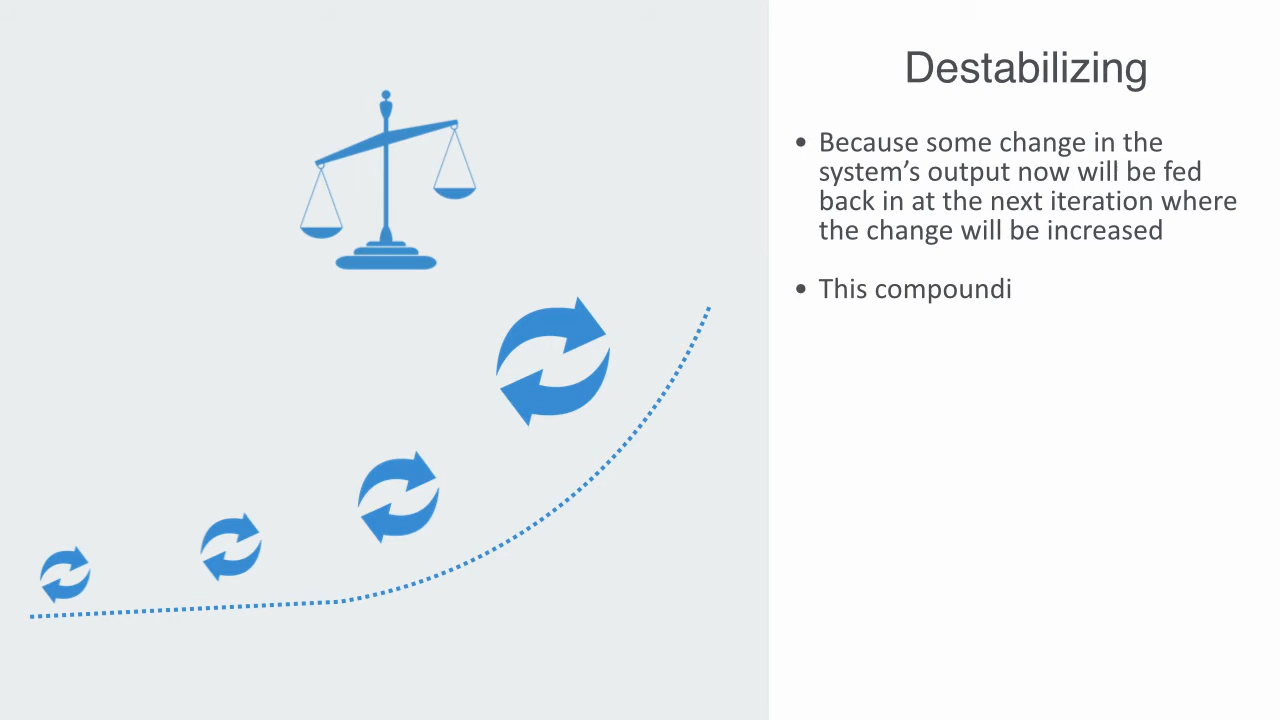 Destabilizing
• Because some change in the
system’s output now will be fed
back in at the next iteration where
the change will be increased
• This compoundi